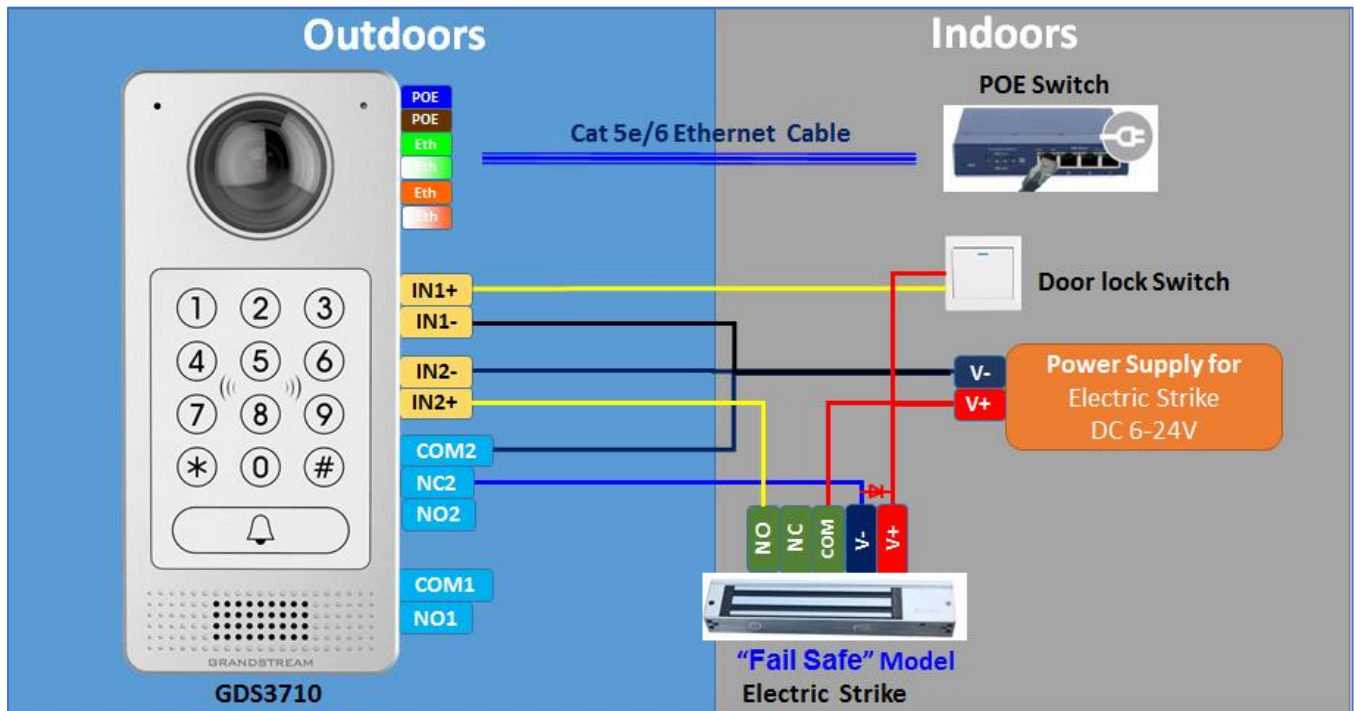 Outdoors
Indoors
POE Switch
POE
POE
Eth
Eth
Eth
Eth
Cat 5e/6 Ethernet Cable
IN1+
IN1-
IN2-
IN2+
COM2
NC2
NO2
COM1
NO1
Door lock Switch
V-
V+
Power Supply for
Electric Strike
DC 6-24V
1 2 3
4 5 6
7 8 9
* 0 #
NO
NC
COM
V-
V+
GRANDSTREAM
GDS3710
“Fail Safe” Model
Electric Strike